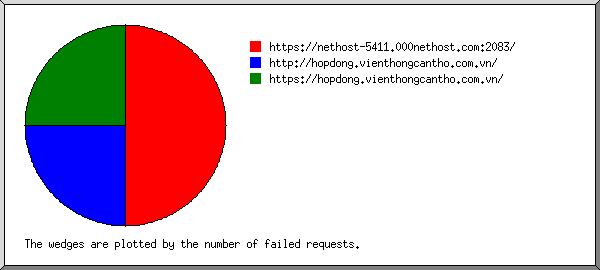 https://nethost-5411.000nethost.com:2083/
http://hopdong.vienthongcantho.com.vn/
https://hopdong.vienthongcantho.com.vn/
The wedges are plotted by the number of failed requests.